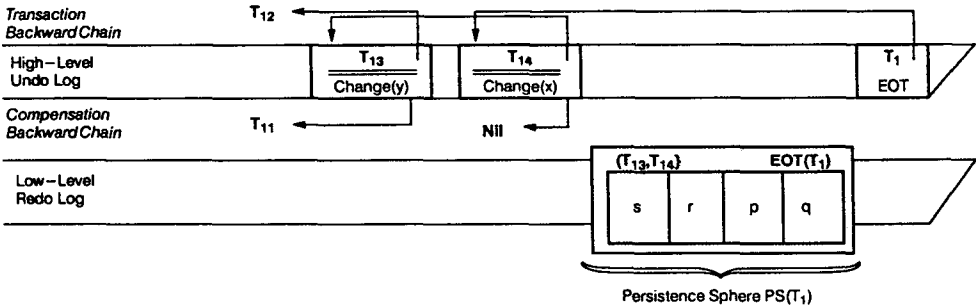 Transaction
Backward Chain
T12
High-Level
Undo Log
T13
Change(y)
T14
Change(x)
T1
EOT
Compensation
Backward Chain
T11
Nil
Low-Level
Redo Log
(T13,T14}
EOT(T1)
s r p q
Persistence Sphere PS(T1)